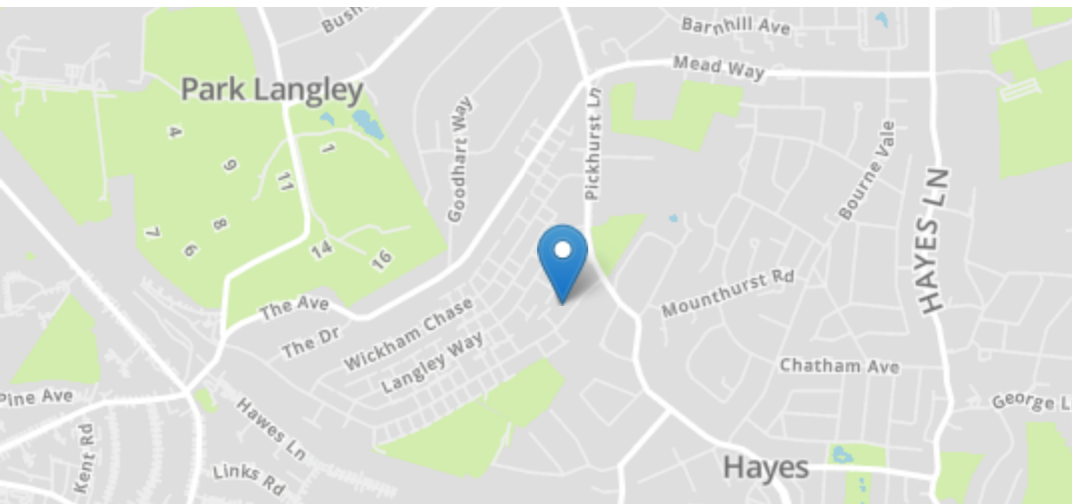 Bush
Barnhill Ave
Mead Way
Park Langley
Goodhart Way
Pickhurst Ln
4
1
9
11
Bourne Vale
8
7
6
14
16
HAYES LN
Mounthurst Rd
The Ave
The Dr
Wickham Chase
Langley Way
Chatham Ave
Pine Ave
George L
Hawes Ln
Kent Rd
Links Rd
Hayes